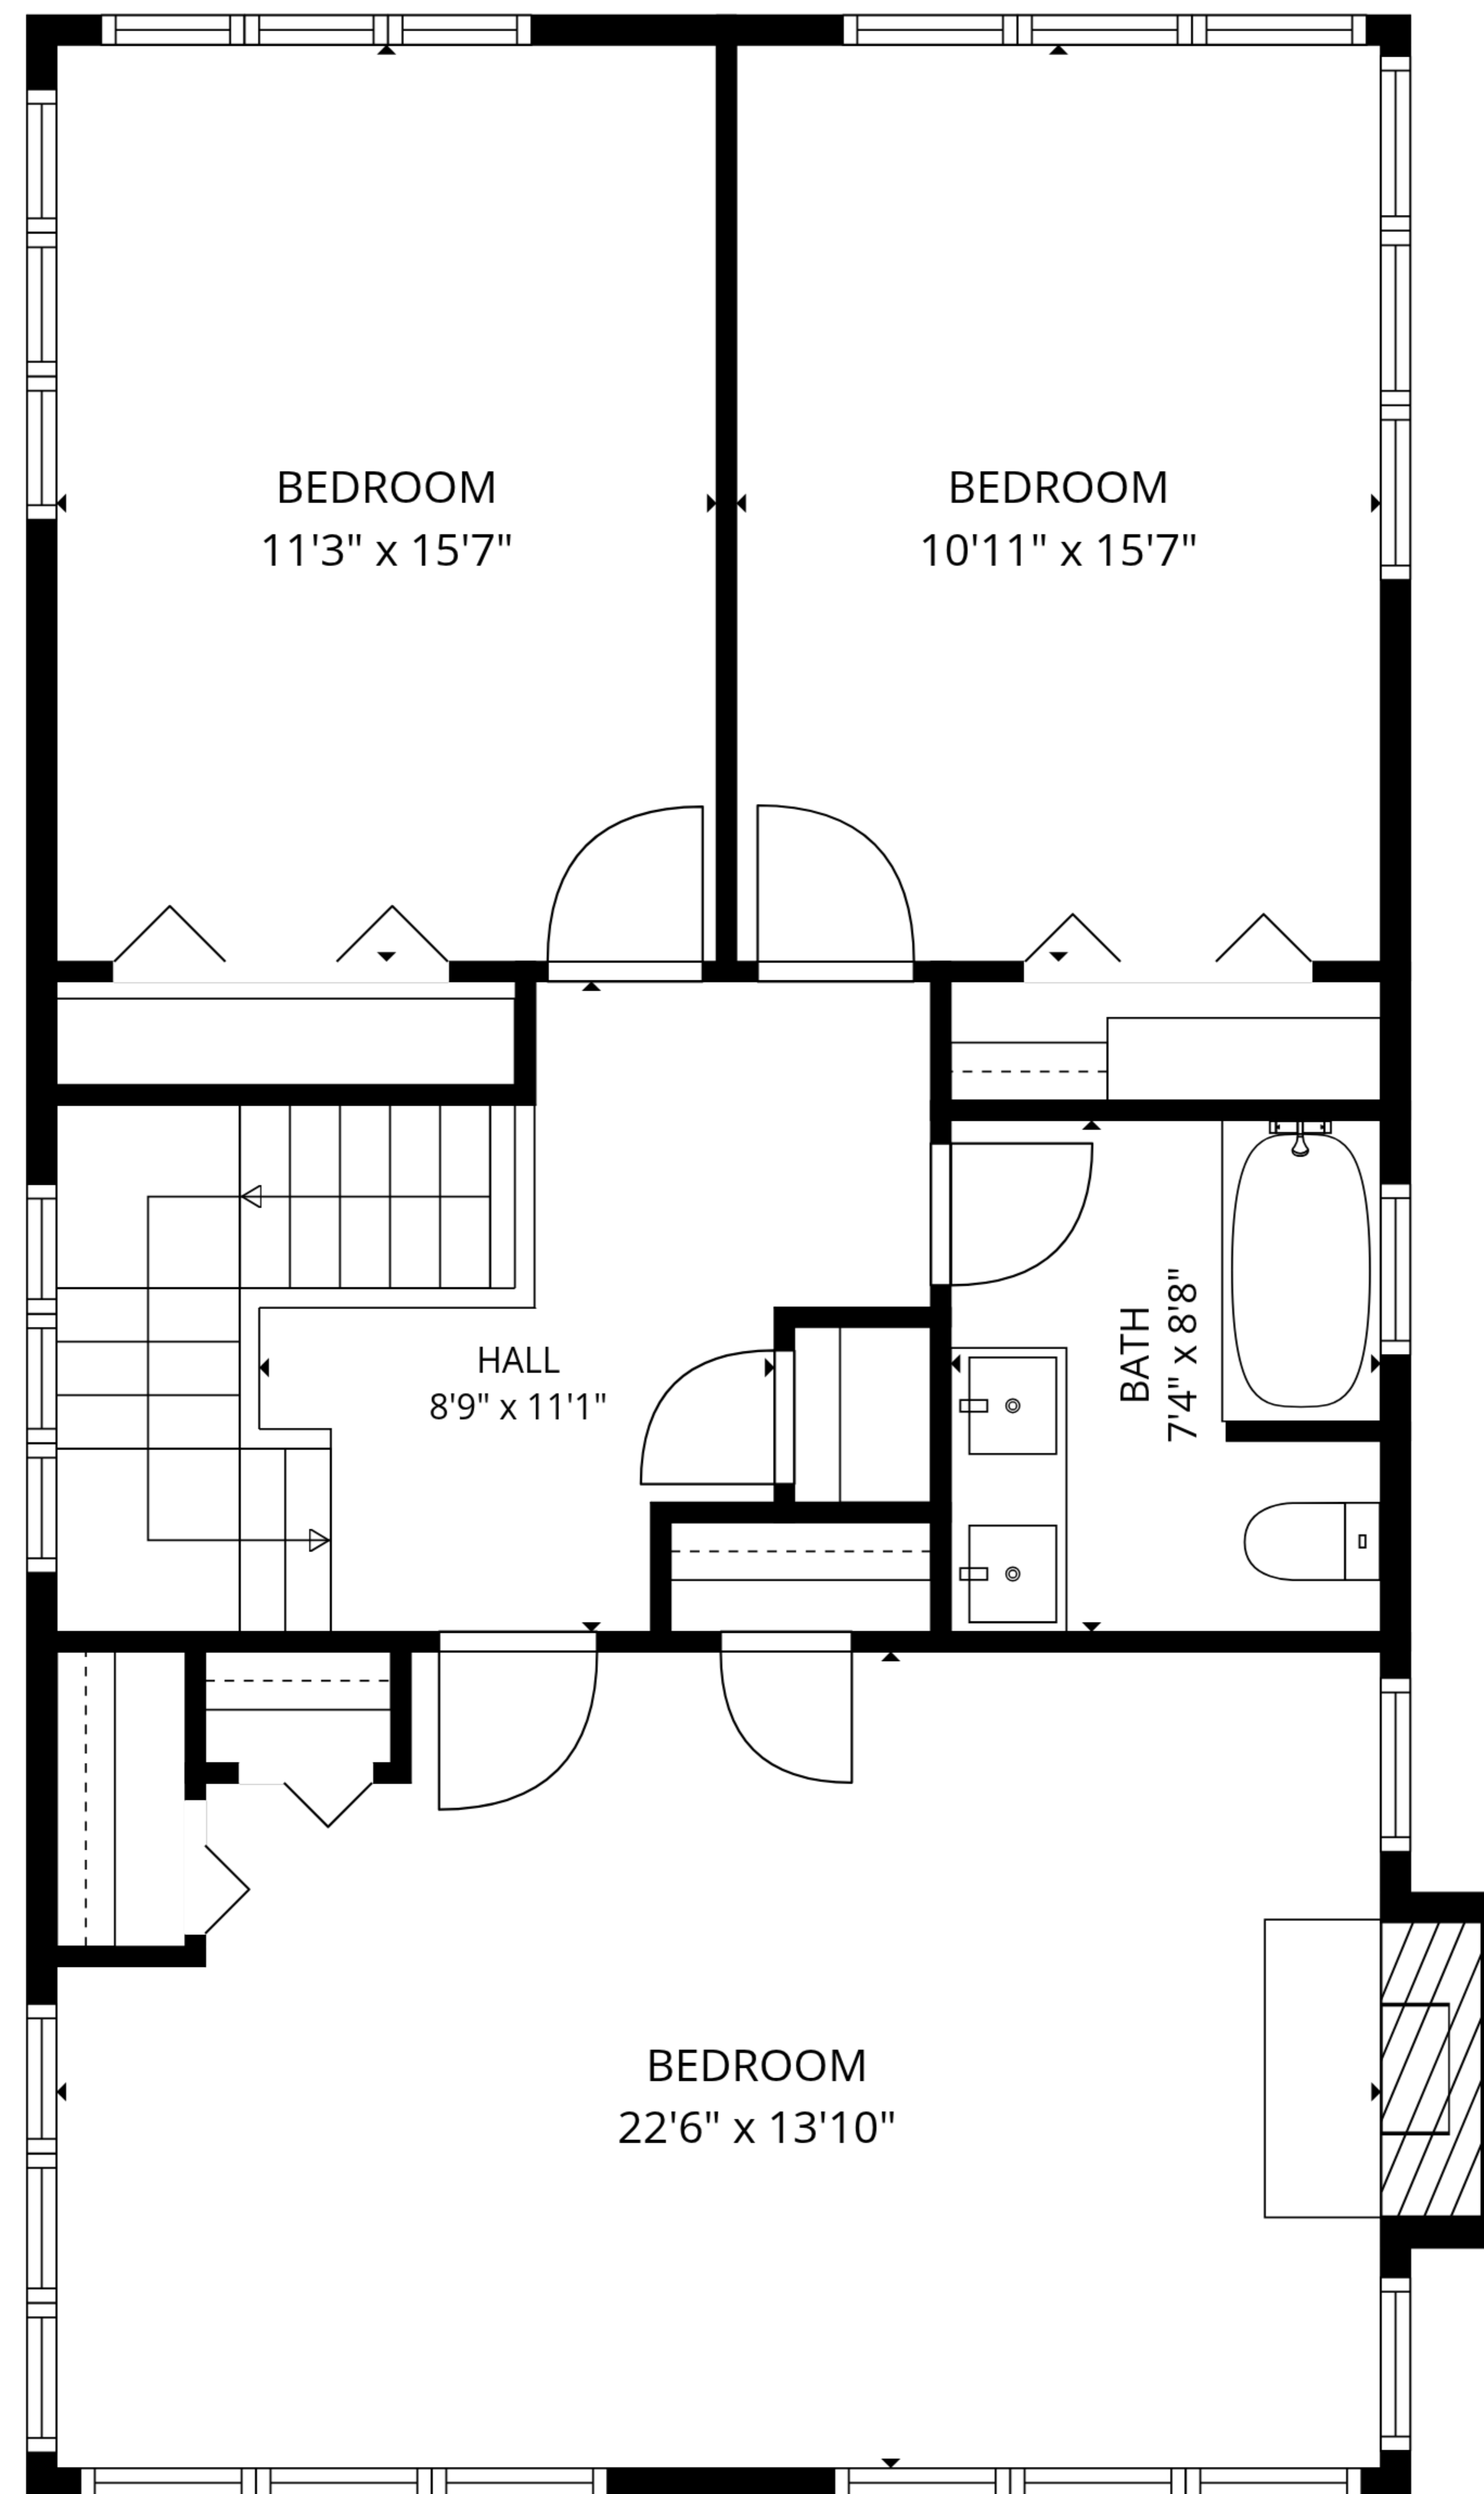 BEDROOM
11'3" x 15'7"
BEDROOM
10'11" x 15'7"
HALL
8'9" x 11'1"
BATH
7'4" x 8'8"
BEDROOM
22'6" x 13'10"